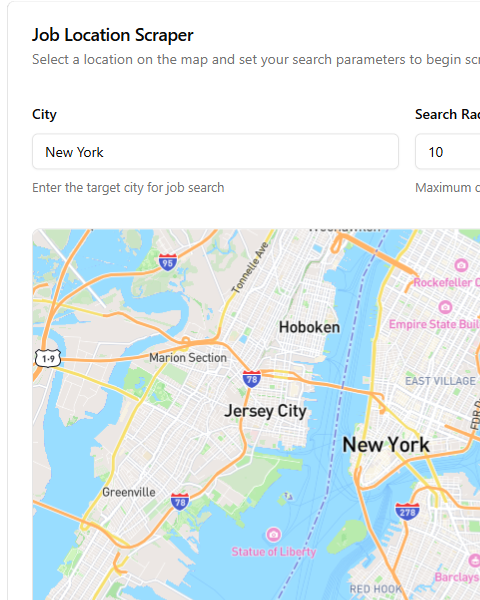 Job Location Scraper
Select a location on the map and set your search parameters to begin scr
City
Search Rad
New York
10
Enter the target city for job search
Maximum d
Weehawken
95
Tonnelle Ave
Rockefeller C
Empire State Buil
Hoboken
1-9
Marion Section
78
EAST VILLAGE
Jersey City
FDR D
New York
Greenville
78
278
Statue of Liberty
Barclays
RED HOOK